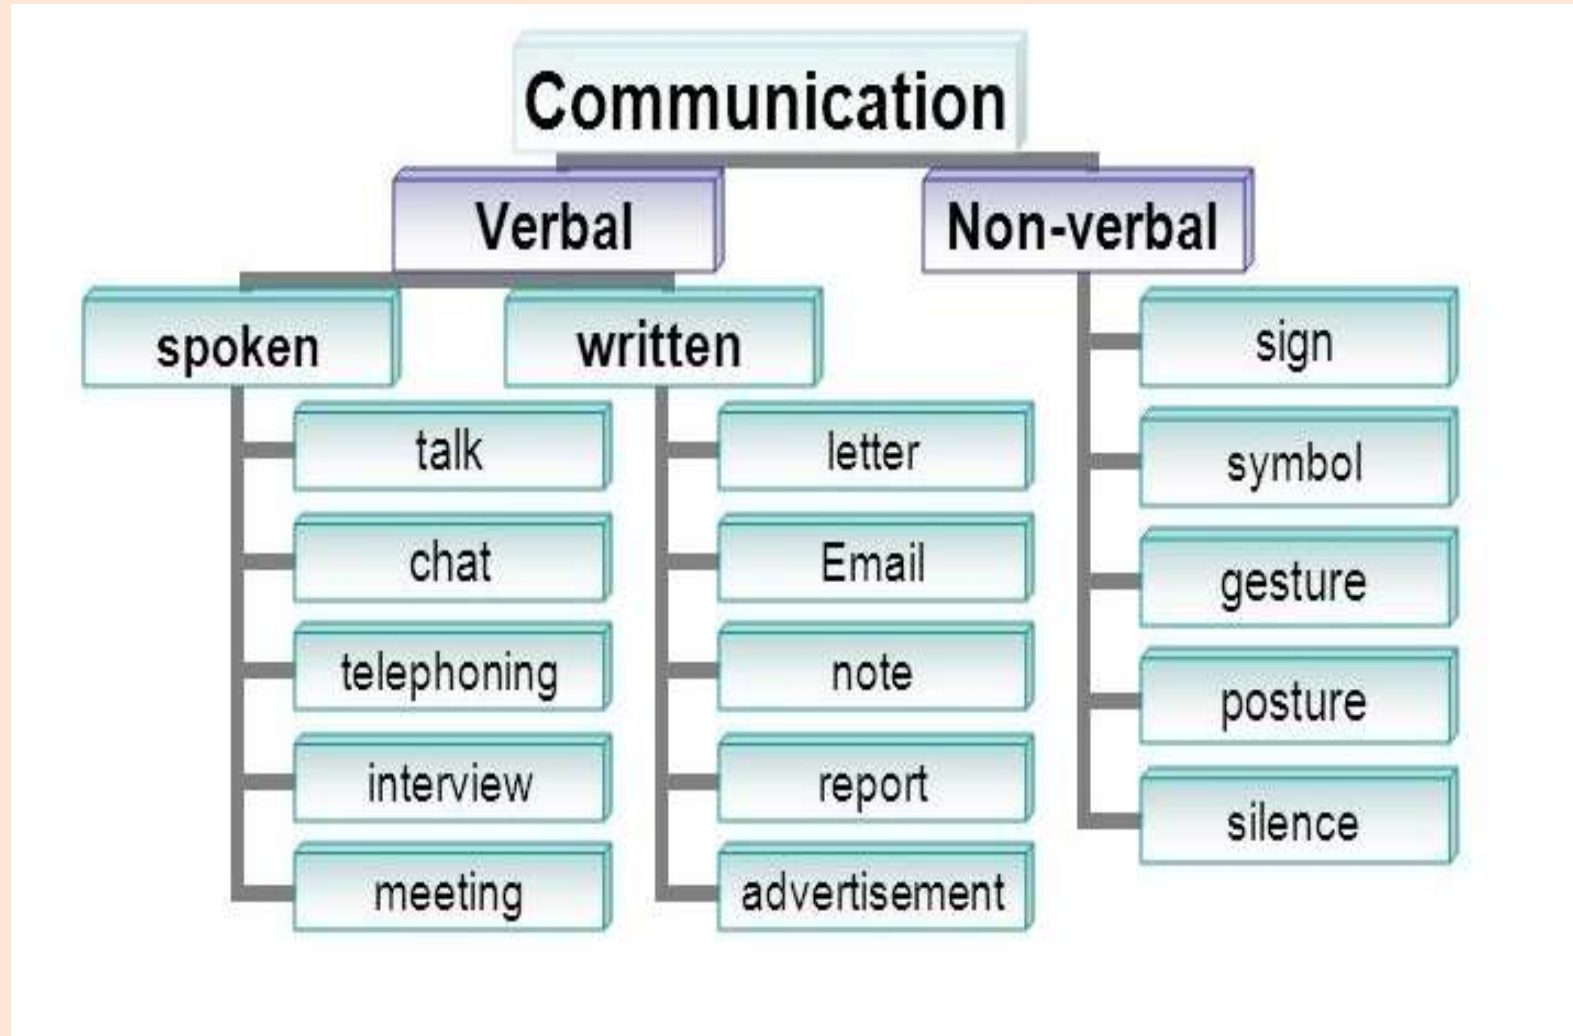 Communication
Verbal
Non-verbal
spoken
written
talk
chat
telephoning
interview
meeting
letter
Email
note
report
advertisement
sign
symbol
gesture
posture
silence